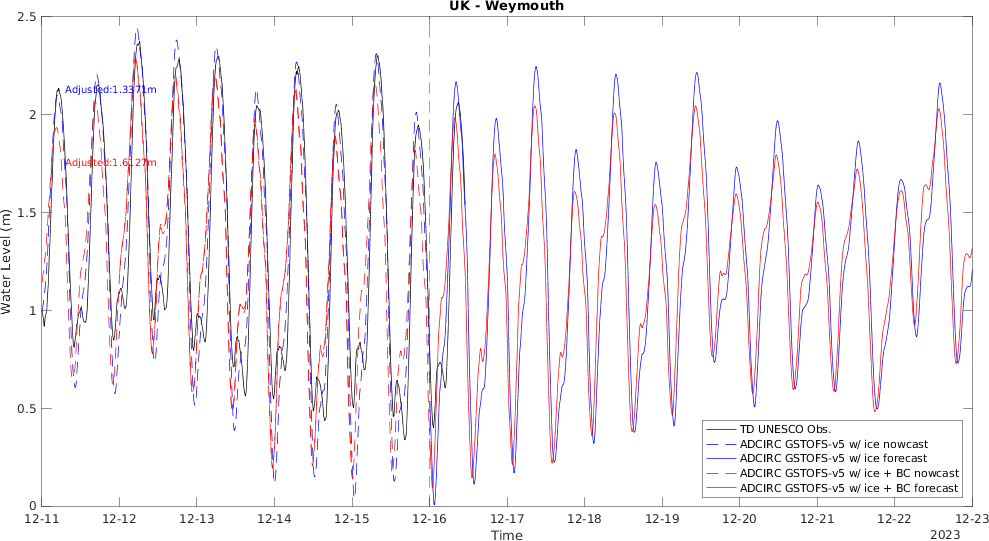 UK - Weymouth
2.5
2
1.5
1
0.5
0
Water Level (m)
Adjusted:1.3371m
Adjusted:1.6127m
TD UNESCO Obs.
ADCIRC GSTOFS-v5 w/ ice nowcast
ADCIRC GSTOFS-v5 w/ ice forecast
ADCIRC GSTOFS-v5 w/ ice + BC nowcast
ADCIRC GSTOFS-v5 w/ ice + BC forecast
12-11 12-12 12-13 12-14 12-15 12-16 12-17 12-18 12-19 12-20 12-21 12-22 12-23
Time
2023